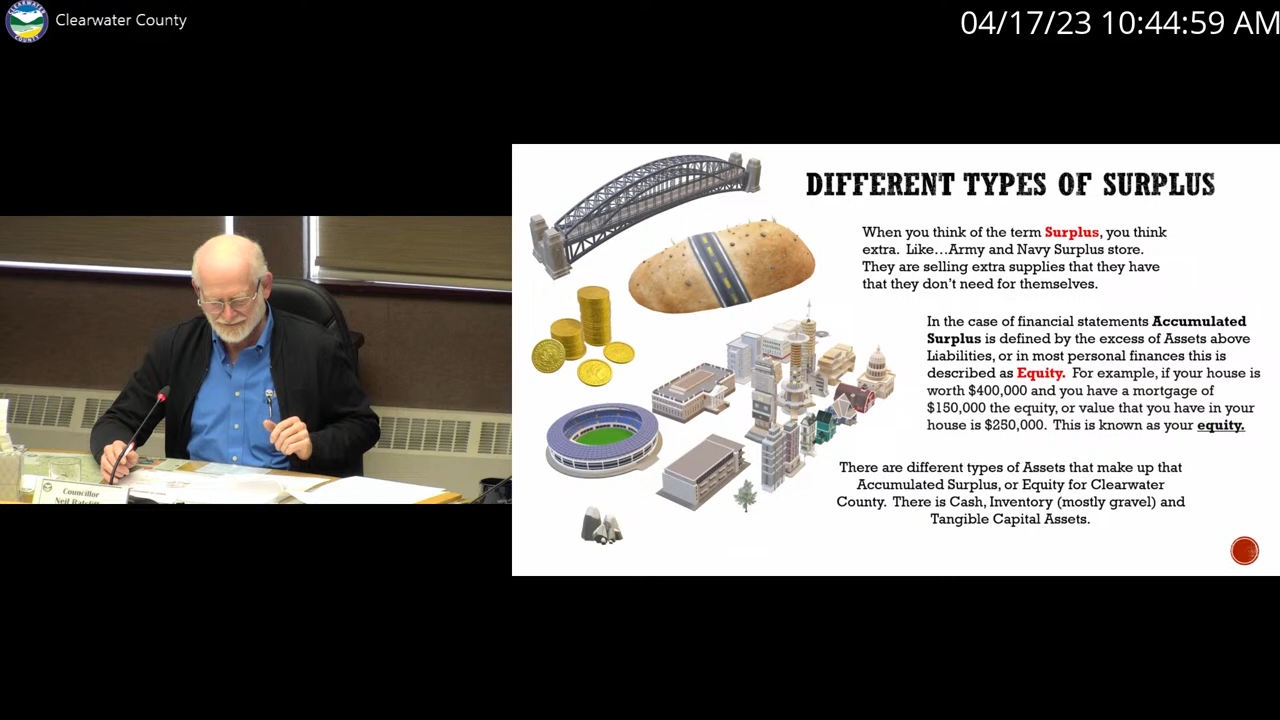 Clearwater County
04/17/23 10:44:59 AM
DIFFERENT TYPES OF SURPLUS
When you think of the term Surplus, you think
extra. Like...Army and Navy Surplus store.
They are selling extra supplies that they have
that they don't need for themselves.
In the case of financial statements Accumulated
Surplus is defined by the excess of Assets above
Liabilities, or in most personal finances this is
described as Equity. For example, if your house is
worth $400,000 and you have a mortgage of
$150,000 the equity, or value that you have in your
house is $250,000. This is known as your equity.
There are different types of Assets that make up that
Accumulated Surplus, or Equity for Clearwater
County. There is Cash, Inventory (mostly gravel) and
Tangible Capital Assets.
Councillor
Neil